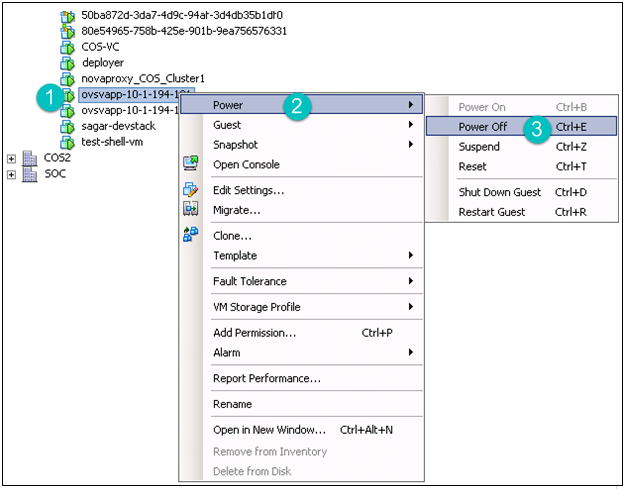 50ba872d-3da7-4d9c-94af-3d4db35b1df0
80e54965-758b-425e-901b-9ea756576331
COS-VC
deployer
novaproxy_COS_Cluster1
1 ovsvapp-10-1-194-
ovsvapp-10-1-194-
sagar-devstack
test-shell-vm
COS2
SOC
Power 2
Guest
Snapshot
Open Console
Edit Settings...
Migrate...
Clone...
Template
Fault Tolerance
VM Storage Profile
Add Permission... Ctrl+P
Alarm
Report Performance...
Rename
Open in New Window... Ctrl+Alt+N
Remove from Inventory
Delete from Disk
Power On Ctrl+B
Power Off 3 Ctrl+E
Suspend Ctrl+Z
Reset Ctrl+T
Shut Down Guest Ctrl+D
Restart Guest Ctrl+R